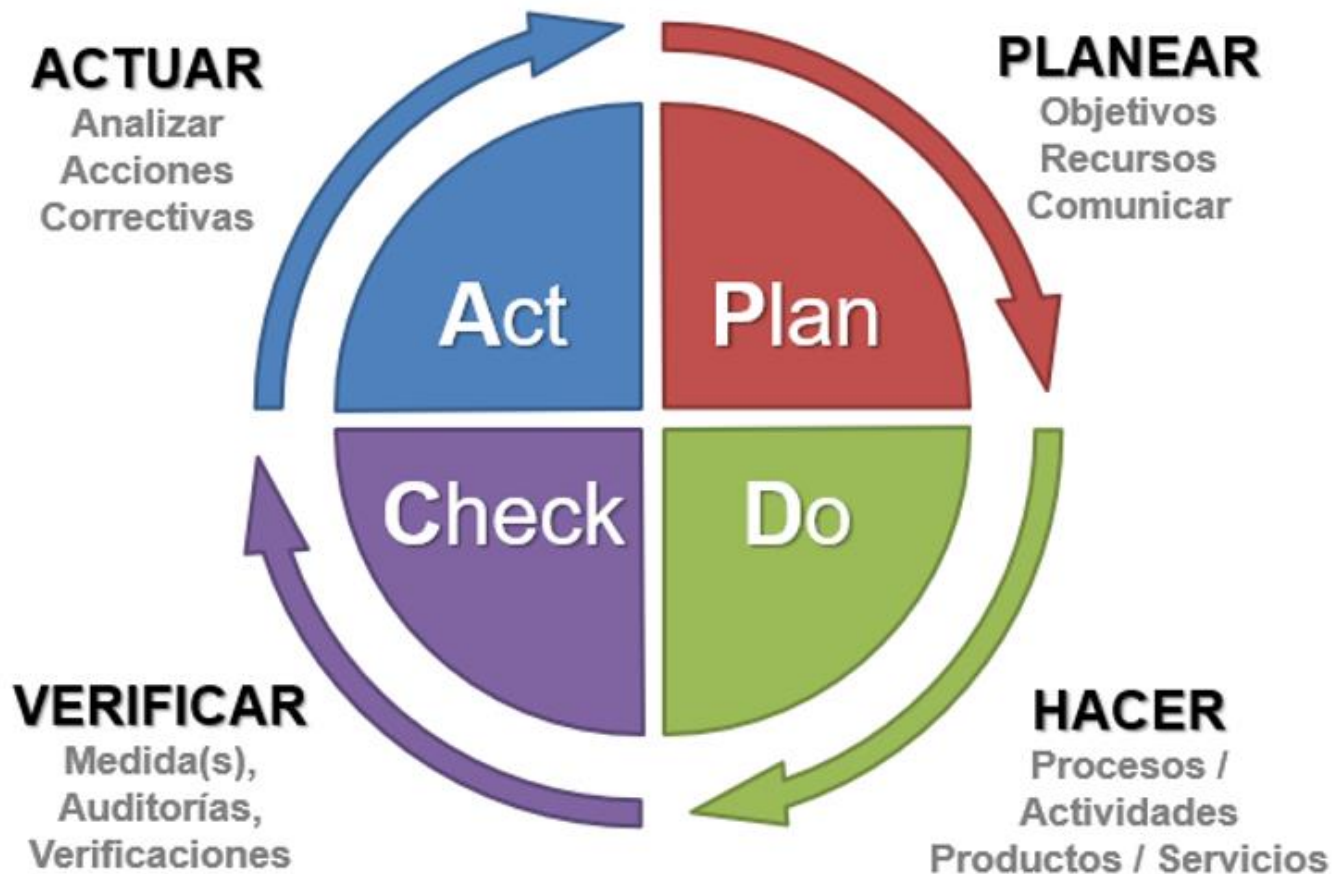 ACTUAR
Analizar
Acciones
Correctivas
PLANEAR
Objetivos
Recursos
Comunicar
Act
Plan
Check
Do
VERIFICAR
Medida(s),
Auditorías,
Verificaciones
HACER
Procesos /
Actividades
Productos / Servicios